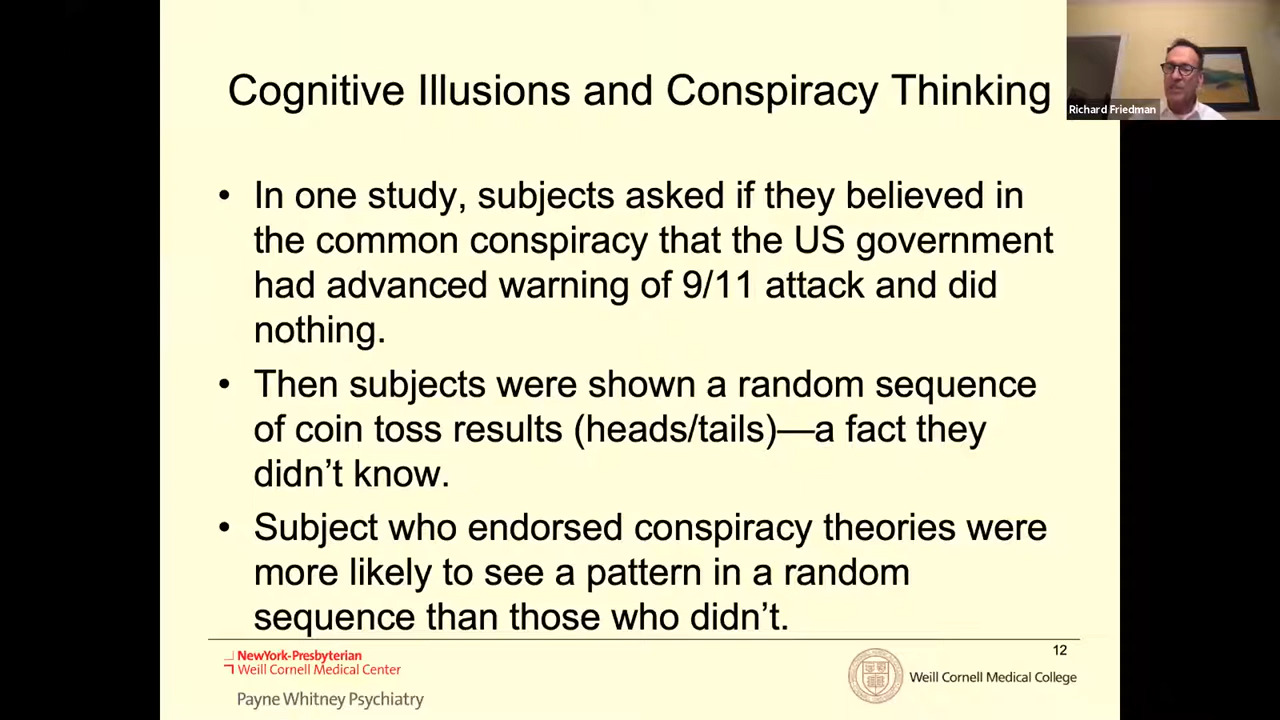 Cognitive Illusions and Conspiracy Thinking
Richard Friedman
• In one study, subjects asked if they believed in
the common conspiracy that the US government
had advanced warning of 9/11 attack and did
nothing.
• Then subjects were shown a random sequence
of coin toss results (heads/tails)—a fact they
didn’t know.
• Subject who endorsed conspiracy theories were
more likely to see a pattern in a random
sequence than those who didn’t.
12
NewYork-Presbyterian
Weill Cornell Medical Center
Payne Whitney Psychiatry
Weill Cornell Medical College